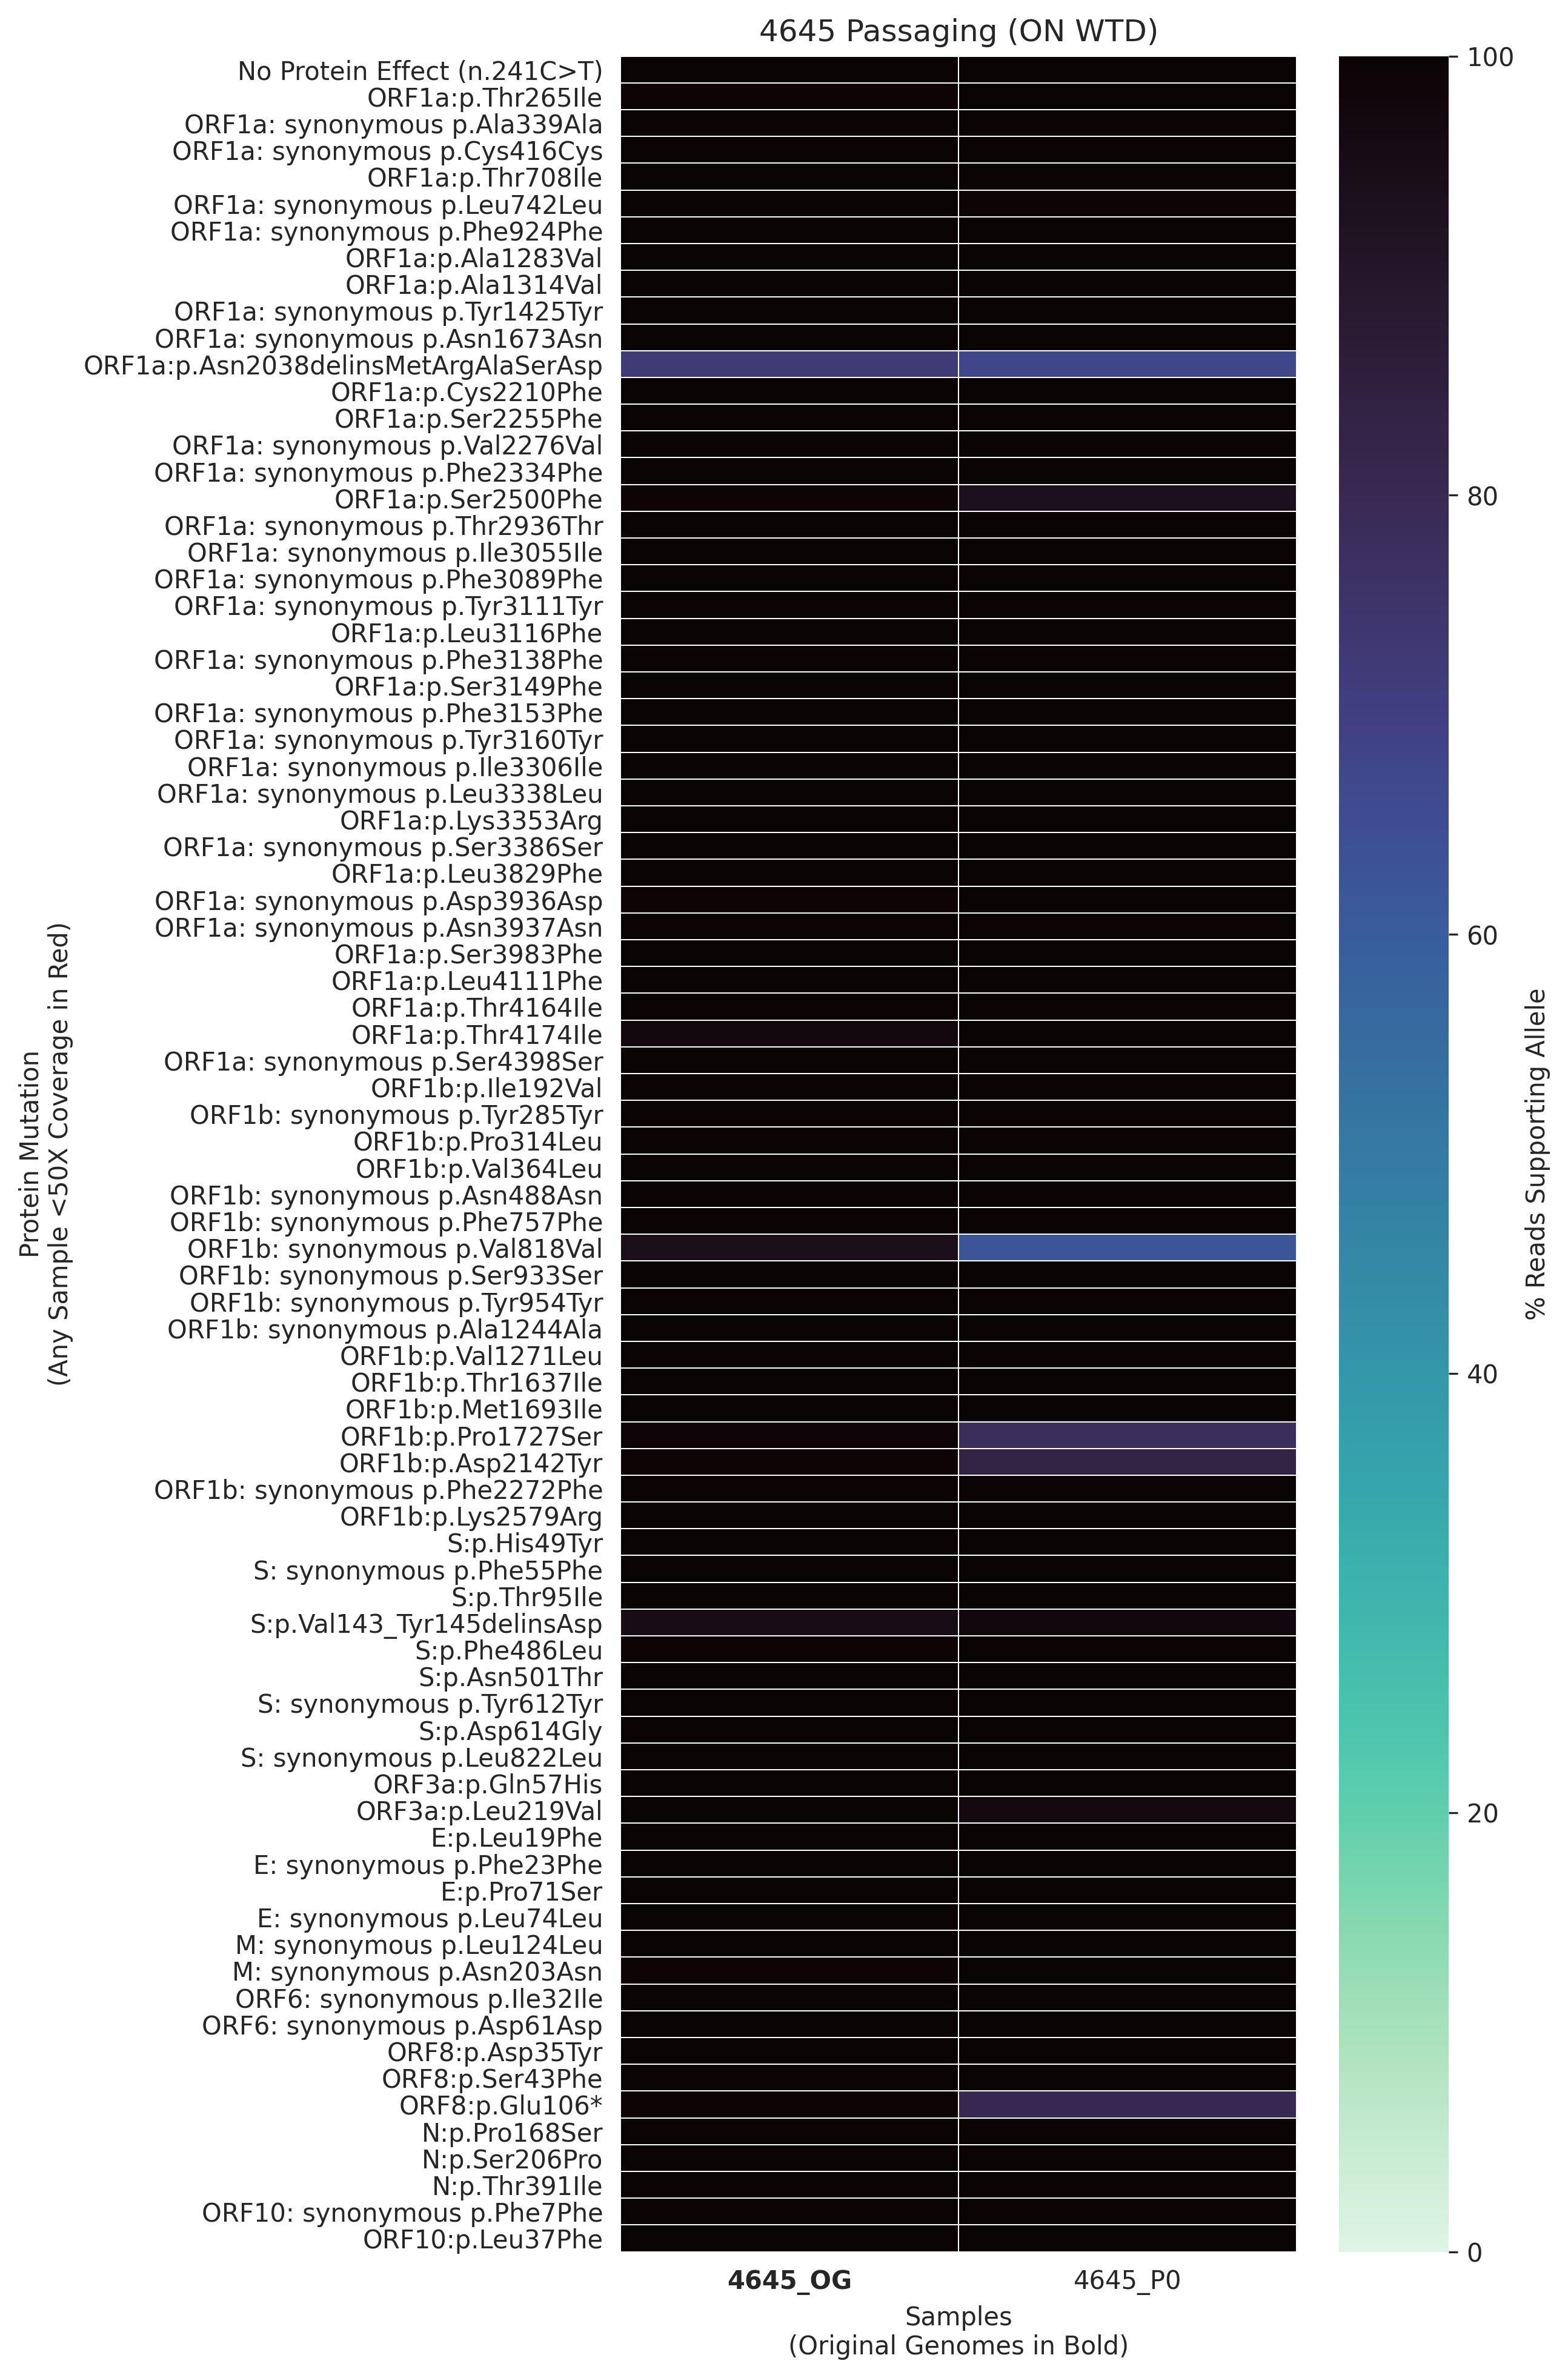 4645 Passaging (ON WTD)
No Protein Effect (n.241C>T)
ORF1a:p.Thr265Ile
ORF1a: synonymous p.Ala339Ala
ORF1a: synonymous p.Cys416Cys
ORF1a:p.Thr708Ile
ORF1a: synonymous p.Leu742Leu
ORF1a: synonymous p.Phe924Phe
ORF1a:p.Ala1283Val
ORF1a:p.Ala1314Val
ORF1a: synonymous p.Tyr1425Tyr
ORF1a: synonymous p.Asn1673Asn
ORF1a:p.Asn2038delinsMetArgAlaSerAsp
ORF1a:p.Cys2210Phe
ORF1a:p.Ser2255Phe
ORF1a: synonymous p.Val2276Val
ORF1a: synonymous p.Phe2334Phe
ORF1a:p.Ser2500Phe
ORF1a: synonymous p.Thr2936Thr
ORF1a: synonymous p.Ile3055Ile
ORF1a: synonymous p.Phe3089Phe
ORF1a: synonymous p.Tyr3111Tyr
ORF1a:p.Leu3116Phe
ORF1a: synonymous p.Phe3138Phe
ORF1a:p.Ser3149Phe
ORF1a: synonymous p.Phe3153Phe
ORF1a: synonymous p.Tyr3160Tyr
ORF1a: synonymous p.Ile3306Ile
ORF1a: synonymous p.Leu3338Leu
ORF1a:p.Lys3353Arg
ORF1a: synonymous p.Ser3386Ser
ORF1a:p.Leu3829Phe
ORF1a: synonymous p.Asp3936Asp
ORF1a: synonymous p.Asn3937Asn
ORF1a:p.Ser3983Phe
ORF1a:p.Leu4111Phe
ORF1a:p.Thr4164Ile
ORF1a:p.Thr4174Ile
ORF1a: synonymous p.Ser4398Ser
ORF1b:p.Ile192Val
ORF1b: synonymous p.Tyr285Tyr
ORF1b:p.Pro314Leu
ORF1b:p.Val364Leu
ORF1b: synonymous p.Asn488Asn
ORF1b: synonymous p.Phe757Phe
ORF1b: synonymous p.Val818Val
ORF1b: synonymous p.Ser933Ser
ORF1b: synonymous p.Tyr954Tyr
ORF1b: synonymous p.Ala1244Ala
ORF1b:p.Val1271Leu
ORF1b:p.Thr1637Ile
ORF1b:p.Met1693Ile
ORF1b:p.Pro1727Ser
ORF1b:p.Asp2142Tyr
ORF1b: synonymous p.Phe2272Phe
ORF1b:p.Lys2579Arg
S:p.His49Tyr
S: synonymous p.Phe55Phe
S:p.Thr95Ile
S:p.Val143_Tyr145delinsAsp
S:p.Phe486Leu
S:p.Asn501Thr
S: synonymous p.Tyr612Tyr
S:p.Asp614Gly
S: synonymous p.Leu822Leu
ORF3a:p.Gln57His
ORF3a:p.Leu219Val
E:p.Leu19Phe
E: synonymous p.Phe23Phe
E:p.Pro71Ser
E: synonymous p.Leu74Leu
M: synonymous p.Leu124Leu
M: synonymous p.Asn203Asn
ORF6: synonymous p.Ile32Ile
ORF6: synonymous p.Asp61Asp
ORF8:p.Asp35Tyr
ORF8:p.Ser43Phe
ORF8:p.Glu106*
N:p.Pro168Ser
N:p.Ser206Pro
N:p.Thr391Ile
ORF10: synonymous p.Phe7Phe
ORF10:p.Leu37Phe
Protein Mutation
(Any Sample <50X Coverage in Red)
4645_OG
4645_P0
Samples
(Original Genomes in Bold)
100
80
60
40
20
0
% Reads Supporting Allele